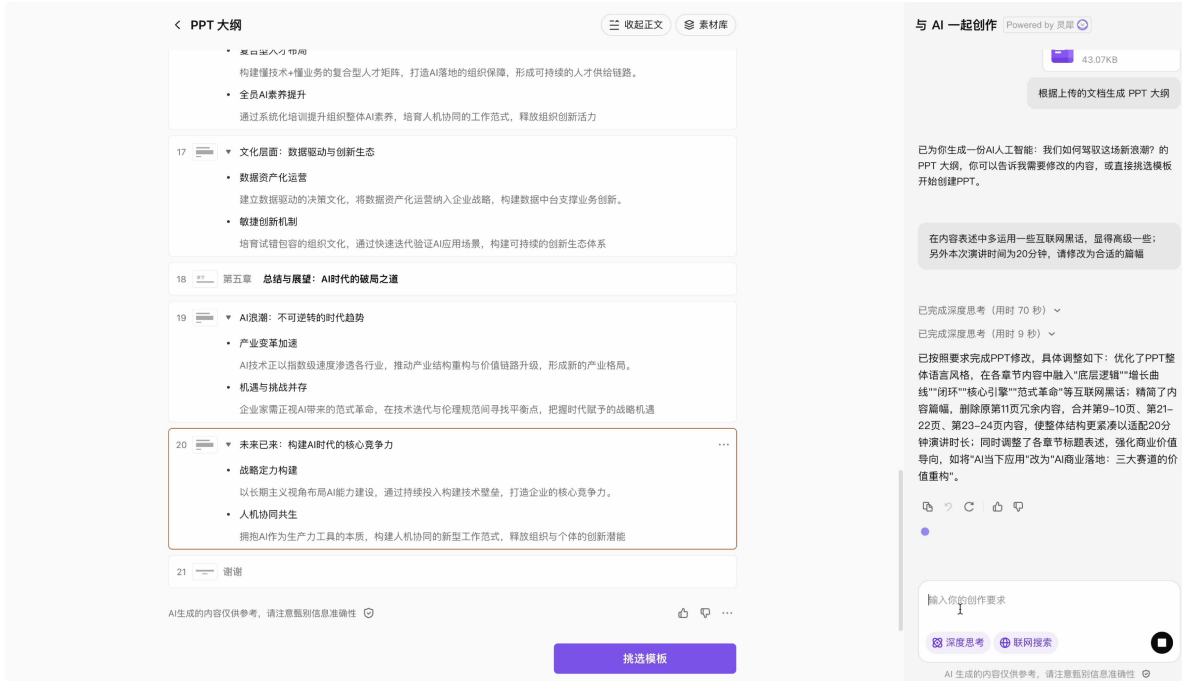 PPT 大纲
收起正文
素材库
复合型人才布局
构建懂技术+懂业务的复合型人才矩阵，打造AI落地的组织保障，形成可持续的人才供给链路。
全员AI素养提升
通过系统化培训提升组织整体AI素养，培育人机协同的工作范式，释放组织创新活力
17 文化层面：数据驱动与创新生态
数据资产化运营
建立数据驱动的决策文化，将数据资产化运营纳入企业战略，构建数据中台支撑业务创新。
敏捷创新机制
培育试错包容的组织文化，通过快速迭代验证AI应用场景，构建可持续的创新生态体系
18 第五章 总结与展望：AI时代的破局之道
19 AI浪潮：不可逆转的时代趋势
产业变革加速
AI技术正以指数级速度渗透各行业，推动产业结构重构与价值链路升级，形成新的产业格局。
机遇与挑战并存
企业家需正视AI带来的范式革命，在技术迭代与伦理规范间寻找平衡点，把握时代赋予的战略机遇
20 未来已来：构建AI时代的核心竞争力
战略定力构建
以长期主义视角布局AI能力建设，通过持续投入构建技术壁垒，打造企业的核心竞争力。
人机协同共生
拥抱AI作为生产力工具的本质，构建人机协同的新型工作范式，释放组织与个体的创新潜能
21 谢谢
AI生成的内容仅供参考，请注意甄别信息准确性
挑选模板
与 AI 一起创作 Powered by 灵犀
43.07KB
根据上传的文档生成 PPT 大纲
已为你生成一份AI人工智能：我们如何驾驭这场新浪潮？的
PPT 大纲，你可以告诉我需要修改的内容，或直接挑选模板
开始创建PPT。
在内容表述中多运用一些互联网黑话，显得高级一些；
另外本次演讲时间为20分钟，请修改为合适的篇幅
已完成深度思考（用时 70 秒）
已完成深度思考（用时 9 秒）
已按照要求完成PPT修改，具体调整如下：优化了PPT整
体语言风格，在各章节内容中融入"底层逻辑""增长曲
线""闭环""核心引擎""范式革命"等互联网黑话；精简了内
容篇幅，删除原第11页冗余内容，合并第9-10页、第21-
22页、第23-24页内容，使整体结构更紧凑以适配20分
钟演讲时长；同时调整了各章节标题表述，强化商业价值
导向，如将"AI当下应用"改为"AI商业落地：三大赛道的价
值重构"。
输入你的创作要求
深度思考
联网搜索
AI 生成的内容仅供参考，请注意甄别信息准确性